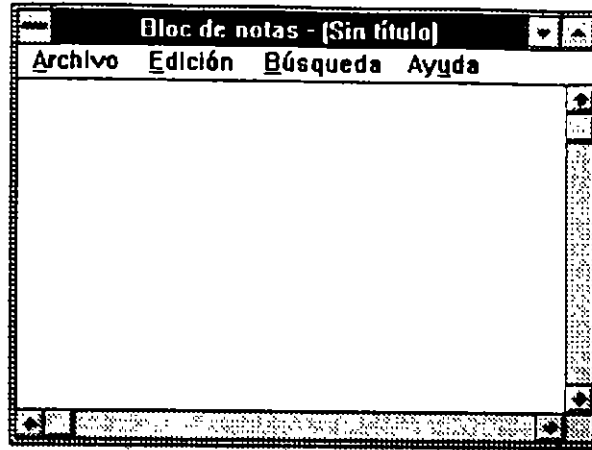 Bloc de notas - (Sin título)
Archivo Edición Búsqueda Ayuda